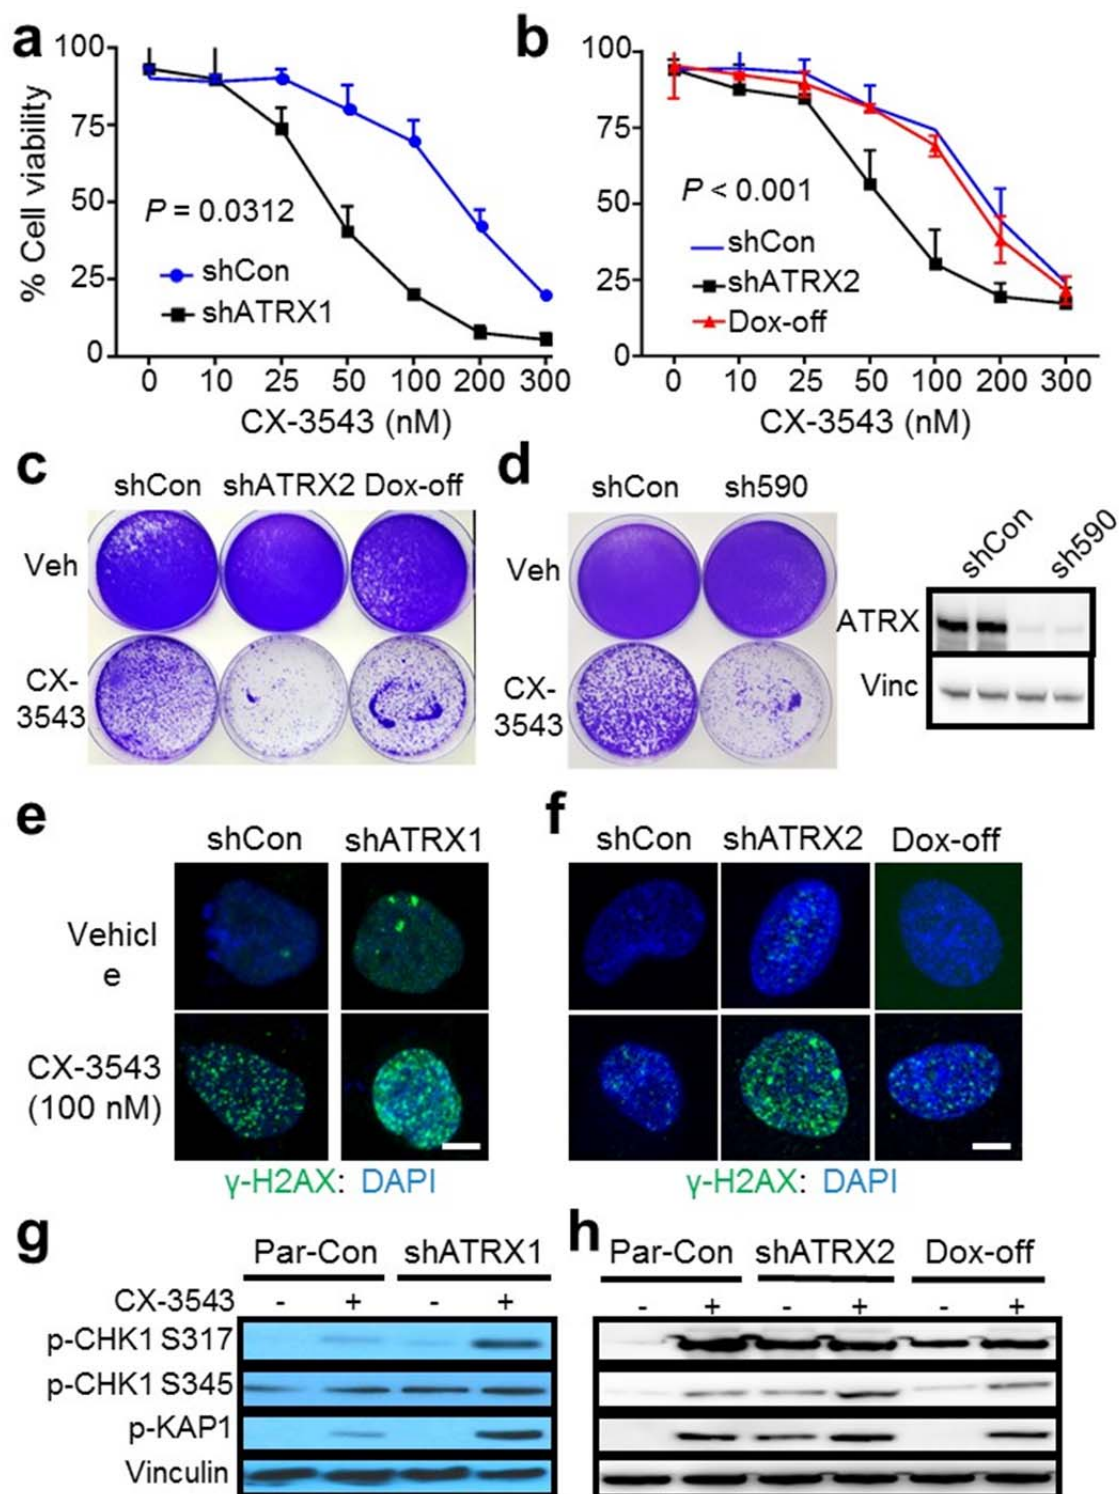 a
100
75
50
25
0
% Cell viability
P = 0.0312
shCon
shATRX1
0 10 25 50 100 200 300
CX-3543 (nM)
b
100
75
50
25
0
P < 0.001
shCon
shATRX2
Dox-off
0 10 25 50 100 200 300
CX-3543 (nM)
c
shCon shATRX2 Dox-off
Veh
CX-
3543
d
shCon sh590
Veh
CX-
3543
shCon sh590
ATRX
Vinc
e
shCon shATRX1
Vehicl
e
CX-3543
(100 nM)
γ-H2AX: DAPI
f
shCon shATRX2 Dox-off
γ-H2AX: DAPI
g
Par-Con shATRX1
CX-3543 - + - +
p-CHK1 S317
p-CHK1 S345
p-KAP1
Vinculin
h
Par-Con shATRX2 Dox-off
- + - + - +